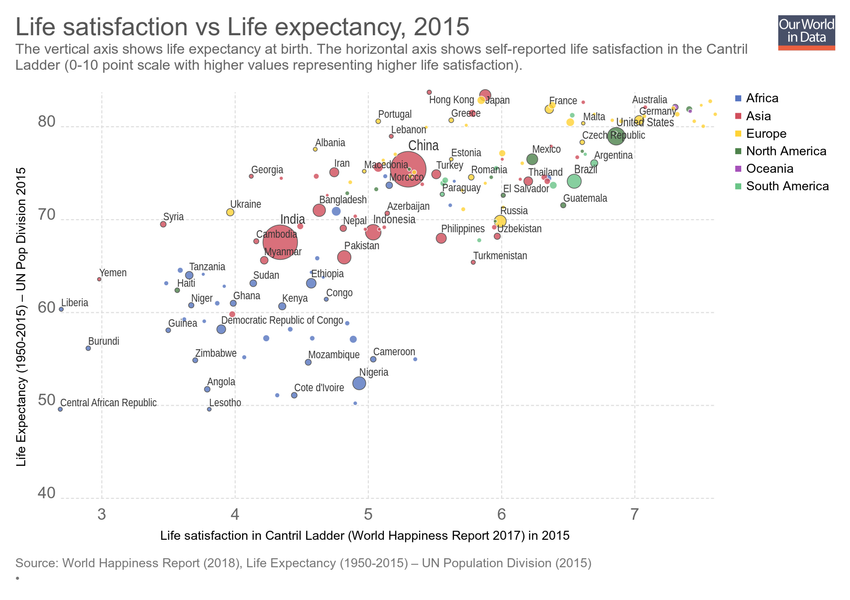 Life satisfaction vs Life expectancy, 2015
The vertical axis shows life expectancy at birth. The horizontal axis shows self-reported life satisfaction in the Cantril
Ladder (0-10 point scale with higher values representing higher life satisfaction).
Our World
in Data
Africa
Asia
Europe
North America
Oceania
South America
Life Expectancy (1950-2015) – UN Pop Division 2015
80
70
60
50
40
Hong Kong
Japan
France
Australia
Portugal
Greece
Malta
Germany
United States
Lebanon
Czech Republic
Albania
China
Estonia
Mexico
Argentina
Georgia
Iran
Macedonia
Turkey
Romania
Thailand
Brazil
Morocco
Paraguay
El Salvador
Guatemala
Ukraine
Bangladesh
Azerbaijan
Russia
Syria
India
Nepal
Indonesia
Philippines
Uzbekistan
Cambodia
Myanmar
Pakistan
Turkmenistan
Yemen
Tanzania
Sudan
Ethiopia
Haiti
Liberia
Niger
Ghana
Kenya
Congo
Guinea
Democratic Republic of Congo
Burundi
Zimbabwe
Mozambique
Cameroon
Angola
Cote d'Ivoire
Nigeria
Central African Republic
Lesotho
3
4
5
6
7
Life satisfaction in Cantril Ladder (World Happiness Report 2017) in 2015
Source: World Happiness Report (2018), Life Expectancy (1950-2015) – UN Population Division (2015)
•